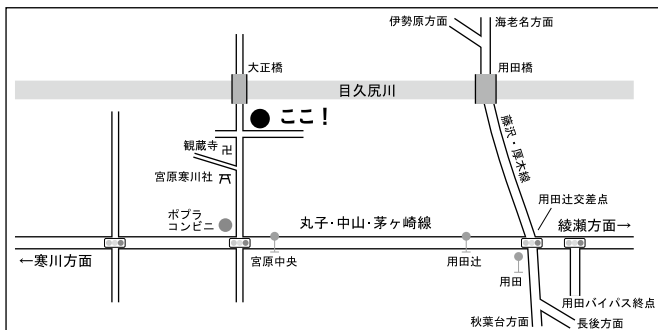 伊勢原方面
海老名方面
大正橋
用田橋
目久尻川
ここ！
藤沢・厚木線
観蔵寺
宮原寒川社
用田辻交差点
ポプラ
コンビニ
丸子・中山・茅ヶ崎線
綾瀬方面→
←寒川方面
宮原中央
用田辻
用田
用田バイパス終点
秋葉台方面
長後方面